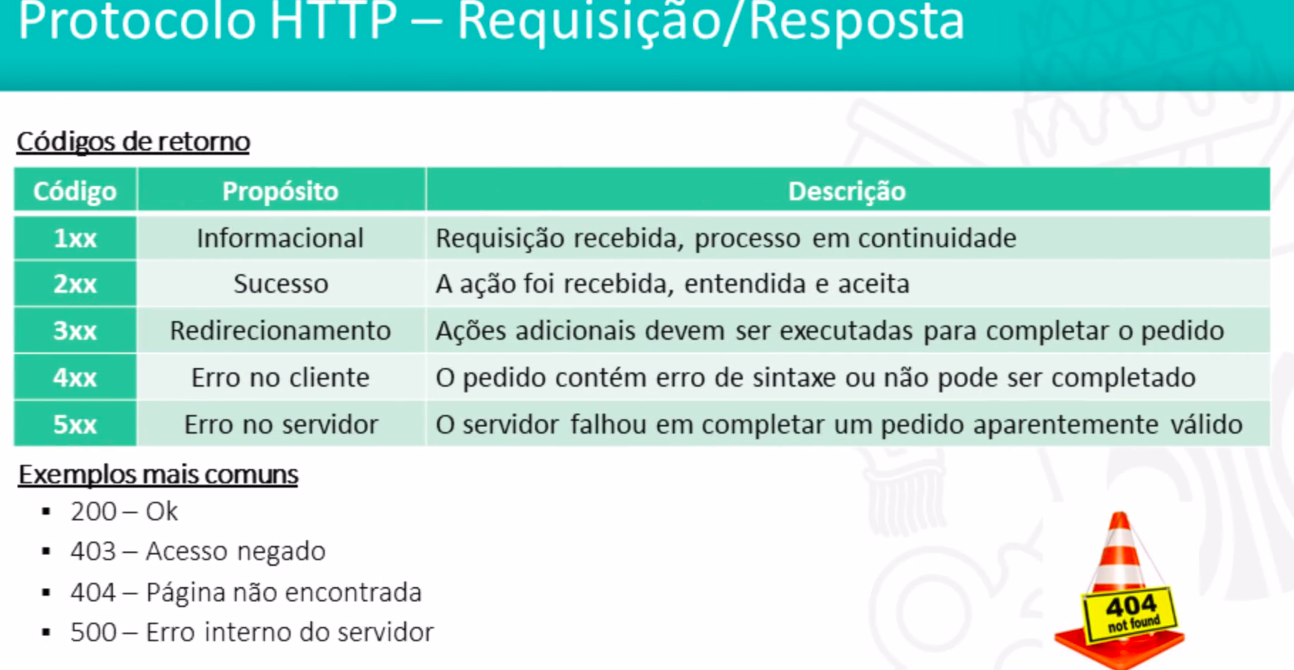 Protocolo HTTP – Requisição/Resposta
Códigos de retorno
Código Propósito Descrição
1xx Informacional Requisição recebida, processo em continuidade
2xx Sucesso A ação foi recebida, entendida e aceita
3xx Redirecionamento Ações adicionais devem ser executadas para completar o pedido
4xx Erro no cliente O pedido contém erro de sintaxe ou não pode ser completado
5xx Erro no servidor O servidor falhou em completar um pedido aparentemente válido
Exemplos mais comuns
▪ 200 – Ok
▪ 403 – Acesso negado
▪ 404 – Página não encontrada
▪ 500 – Erro interno do servidor
404
not found